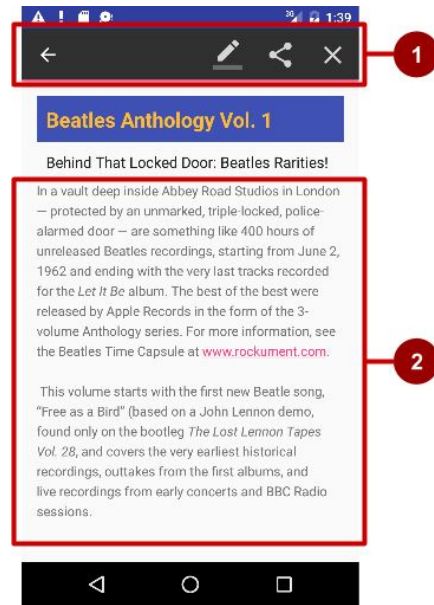 1:39
1
Beatles Anthology Vol. 1
Behind That Locked Door: Beatles Rarities!
In a vault deep inside Abbey Road Studios in London
— protected by an unmarked, triple-locked, police-
alarmed door — are something like 400 hours of
unreleased Beatles recordings, starting from June 2,
1962 and ending with the very last tracks recorded
for the Let It Be album. The best of the best were
released by Apple Records in the form of the 3-
volume Anthology series. For more information, see
the Beatles Time Capsule at www.rockument.com.
2
This volume starts with the first new Beatle song,
“Free as a Bird” (based on a John Lennon demo,
found only on the bootleg The Lost Lennon Tapes
Vol. 28, and covers the very earliest historical
recordings, outtakes from the first albums, and
live recordings from early concerts and BBC Radio
sessions.